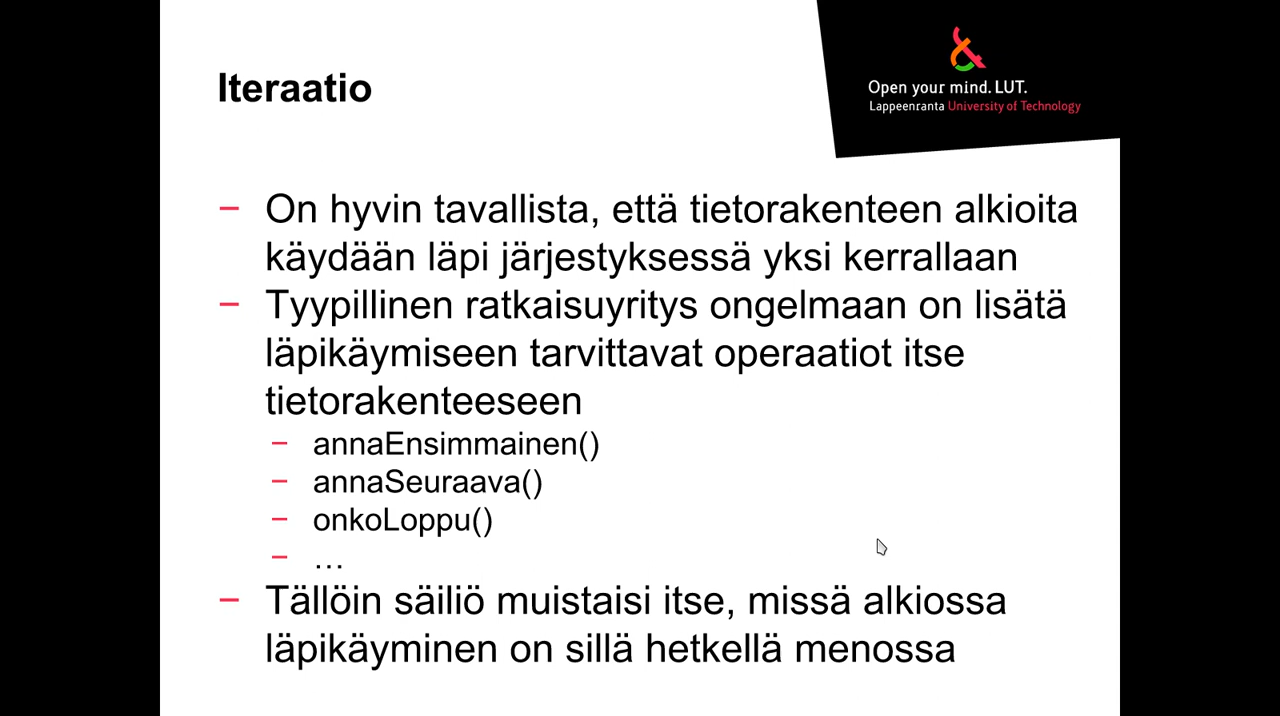 Iteraatio
Open your mind. LUT.
Lappeenranta University of Technology
– On hyvin tavallista, että tietorakenteen alkioita
käydään läpi järjestyksessä yksi kerrallaan
– Tyypillinen ratkaisuyritys ongelmaan on lisätä
läpikäymiseen tarvittavat operaatiot itse
tietorakenteeseen
– annaEnsimmainen()
– annaSeuraava()
– onkoLoppu()
– …
– Tällöin säiliö muistaisi itse, missä alkiossa
läpikäyminen on sillä hetkellä menossa